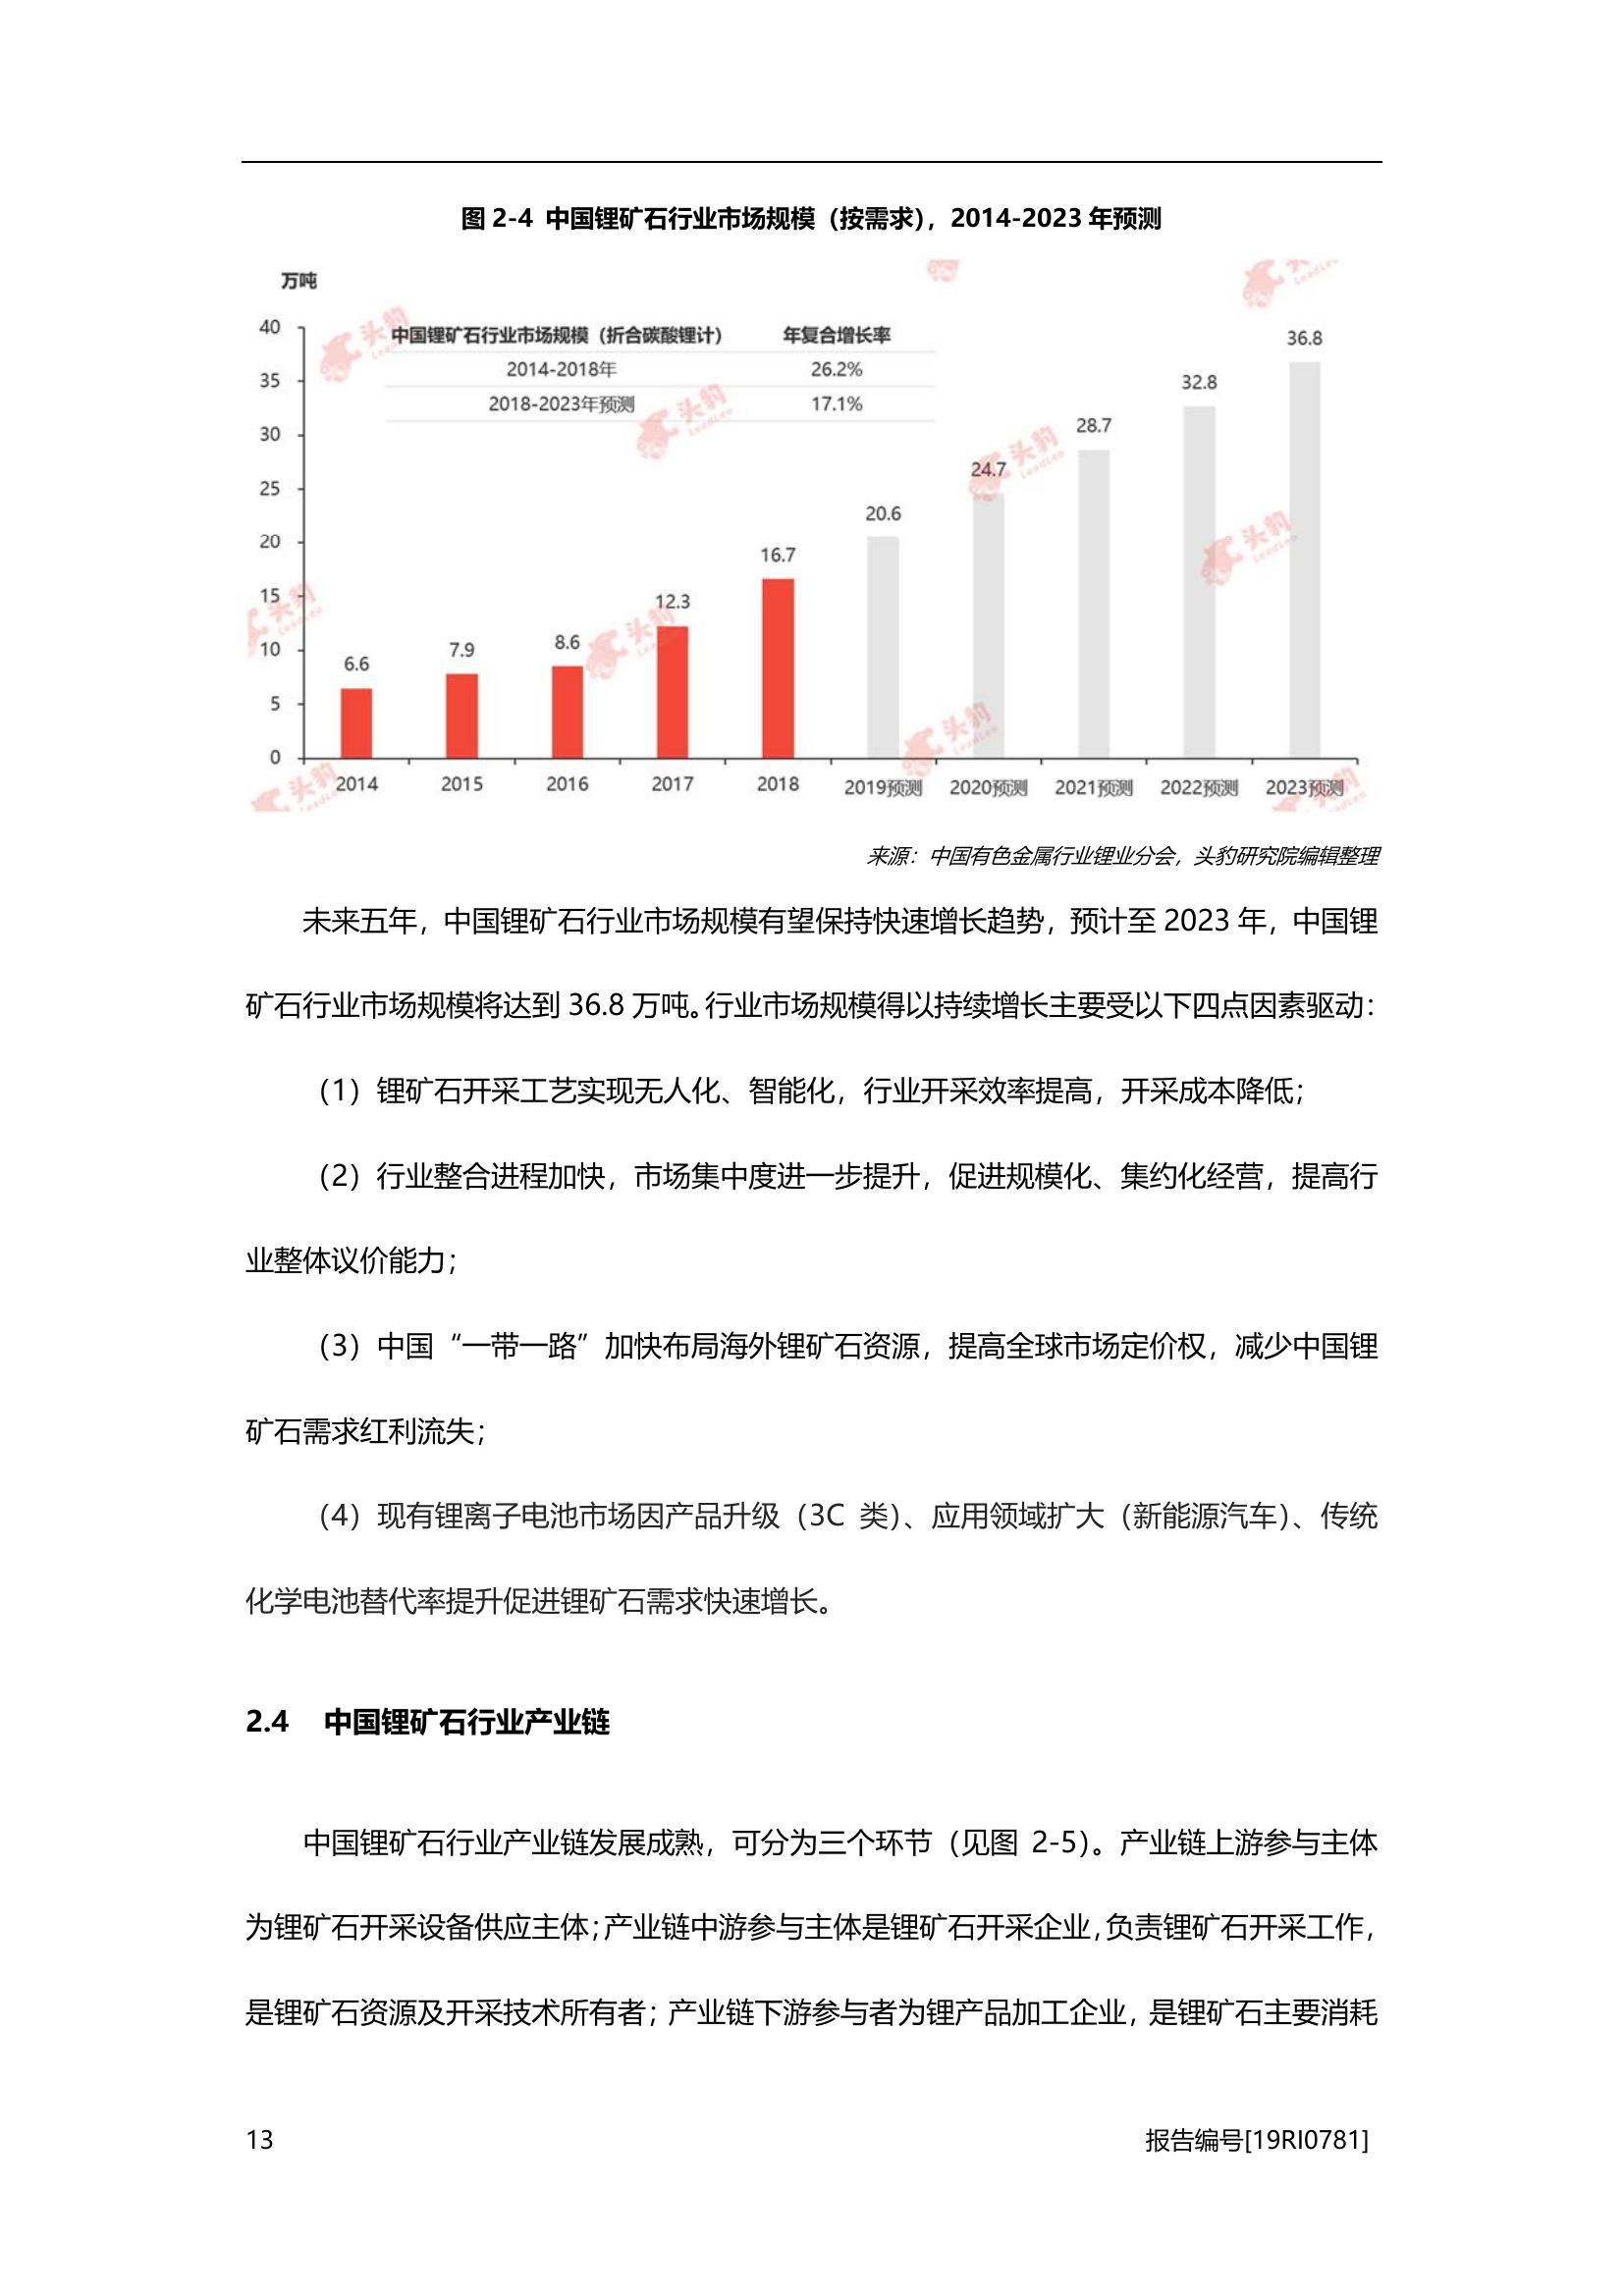 图 2-4 中国锂矿石行业市场规模（按需求），2014-2023 年预测
万吨
中国锂矿石行业市场规模（折合碳酸锂计） 年复合增长率
2014-2018年 26.2%
2018-2023年预测 17.1%
40
35
30
25
20
15
10
5
0
6.6
7.9
8.6
12.3
16.7
20.6
24.7
28.7
32.8
36.8
2014 2015 2016 2017 2018 2019预测 2020预测 2021预测 2022预测 2023预测
头豹
LeadLeo
来源：中国有色金属行业锂业分会，头豹研究院编辑整理
未来五年，中国锂矿石行业市场规模有望保持快速增长趋势，预计至 2023 年，中国锂
矿石行业市场规模将达到 36.8 万吨。行业市场规模得以持续增长主要受以下四点因素驱动：
（1）锂矿石开采工艺实现无人化、智能化，行业开采效率提高，开采成本降低；
（2）行业整合进程加快，市场集中度进一步提升，促进规模化、集约化经营，提高行
业整体议价能力；
（3）中国“一带一路”加快布局海外锂矿石资源，提高全球市场定价权，减少中国锂
矿石需求红利流失；
（4）现有锂离子电池市场因产品升级（3C 类）、应用领域扩大（新能源汽车）、传统
化学电池替代率提升促进锂矿石需求快速增长。
2.4 中国锂矿石行业产业链
中国锂矿石行业产业链发展成熟，可分为三个环节（见图 2-5）。产业链上游参与主体
为锂矿石开采设备供应主体；产业链中游参与主体是锂矿石开采企业，负责锂矿石开采工作，
是锂矿石资源及开采技术所有者；产业链下游参与者为锂产品加工企业，是锂矿石主要消耗
13 报告编号[19RI0781]